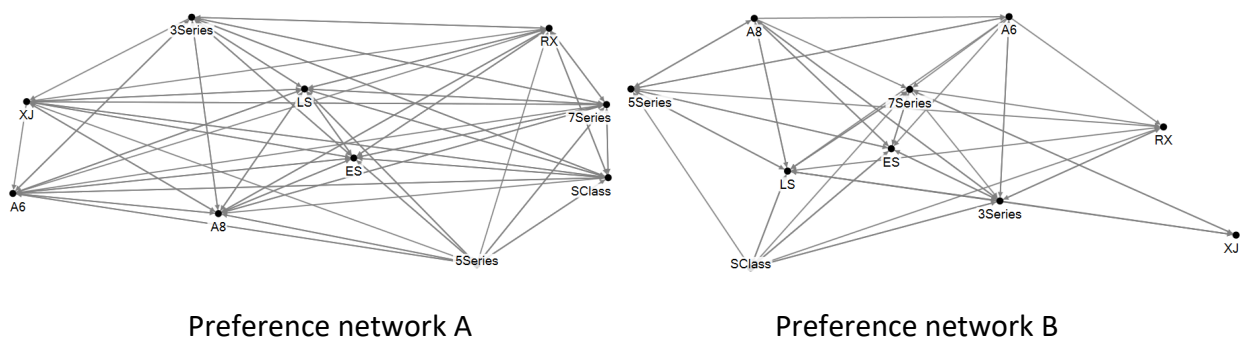 3Series
RX
LS
XJ
7Series
ES
SClass
A6
A8
5Series
Preference network A
A8
A6
5Series
7Series
RX
ES
LS
3Series
XJ
SClass
Preference network B